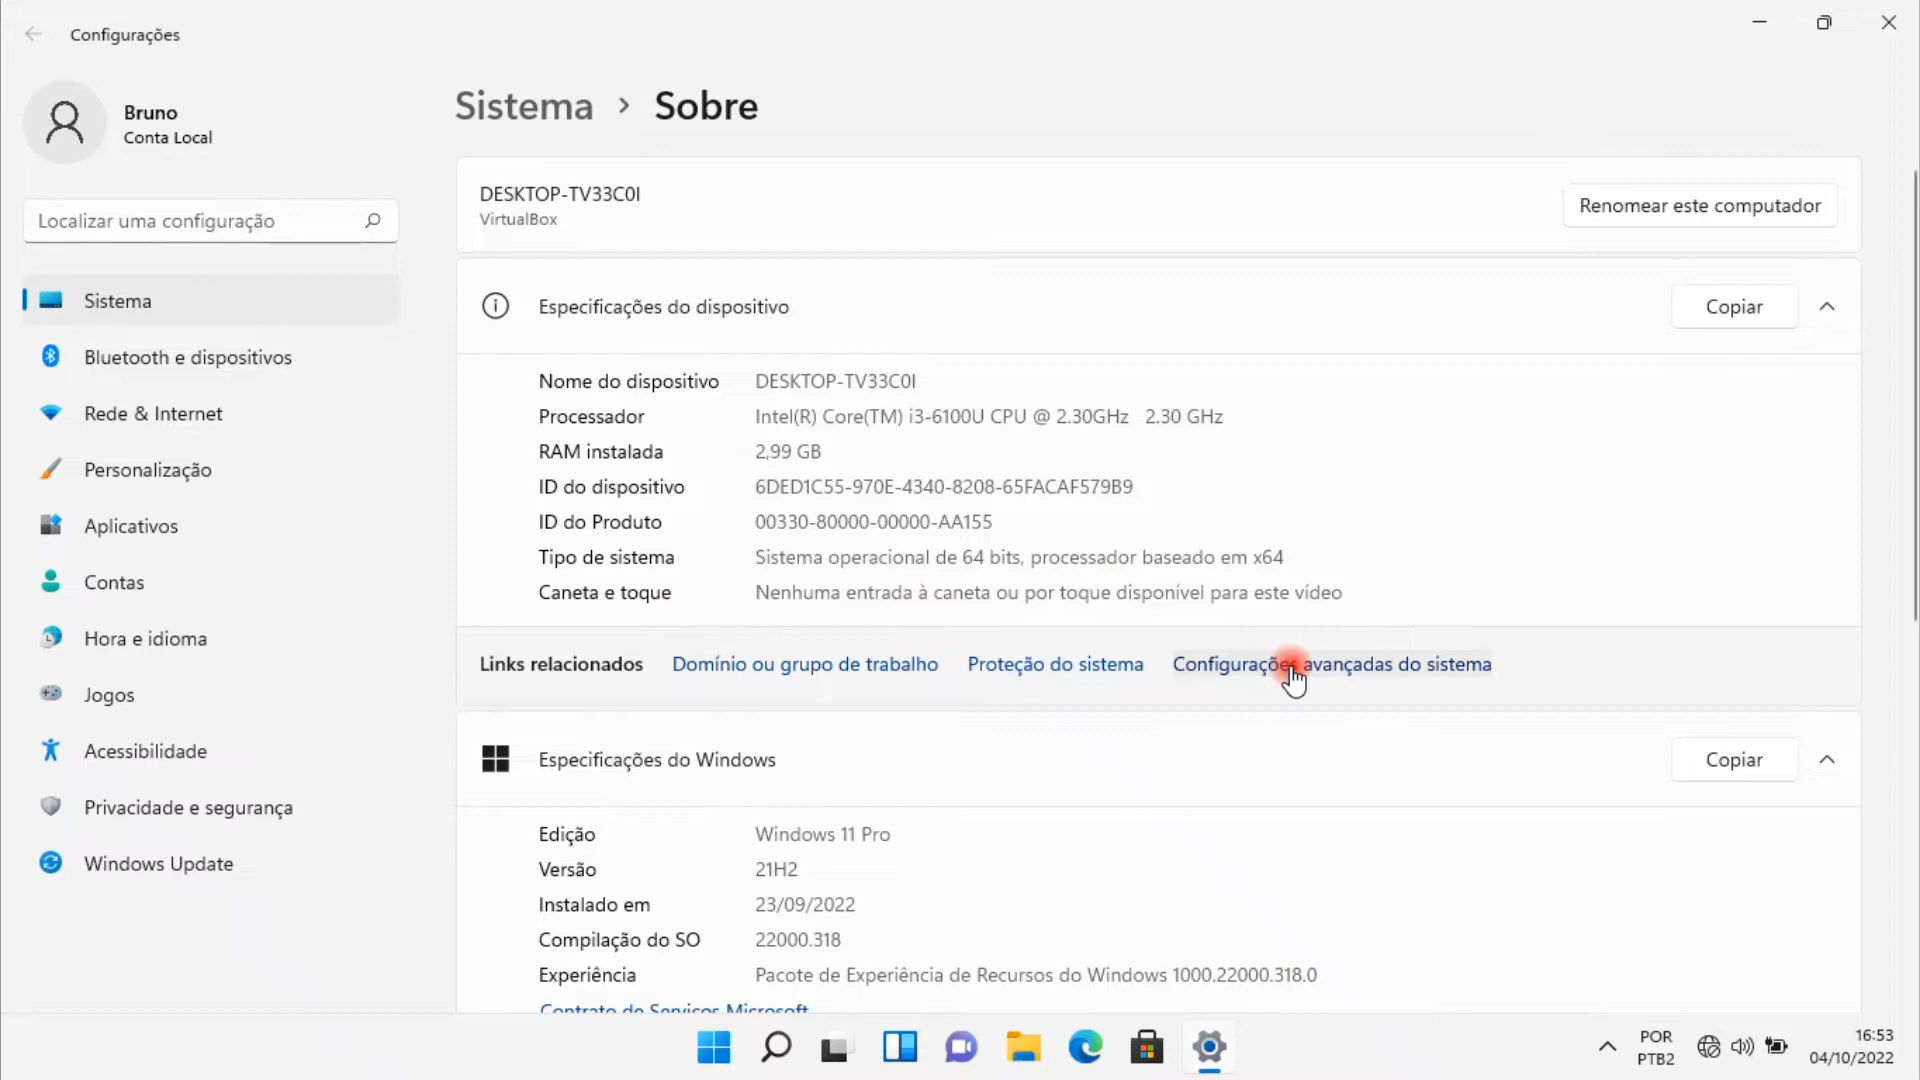 Configurações
Bruno
Conta Local
Localizar uma configuração
Sistema
Bluetooth e dispositivos
Rede & Internet
Personalização
Aplicativos
Contas
Hora e idioma
Jogos
Acessibilidade
Privacidade e segurança
Windows Update
Sistema > Sobre
DESKTOP-TV33C0I
VirtualBox
Renomear este computador
Especificações do dispositivo
Copiar
Nome do dispositivo DESKTOP-TV33C0I
Processador Intel(R) Core(TM) i3-6100U CPU @ 2.30GHz 2.30 GHz
RAM instalada 2,99 GB
ID do dispositivo 6DED1C55-970E-4340-8208-65FACAF579B9
ID do Produto 00330-80000-00000-AA155
Tipo de sistema Sistema operacional de 64 bits, processador baseado em x64
Caneta e toque Nenhuma entrada à caneta ou por toque disponível para este vídeo
Links relacionados Domínio ou grupo de trabalho Proteção do sistema Configurações avançadas do sistema
Especificações do Windows
Copiar
Edição Windows 11 Pro
Versão 21H2
Instalado em 23/09/2022
Compilação do SO 22000.318
Experiência Pacote de Experiência de Recursos do Windows 1000.22000.318.0
Contrato de Serviços Microsoft
POR
PTB2
16:53
04/10/2022